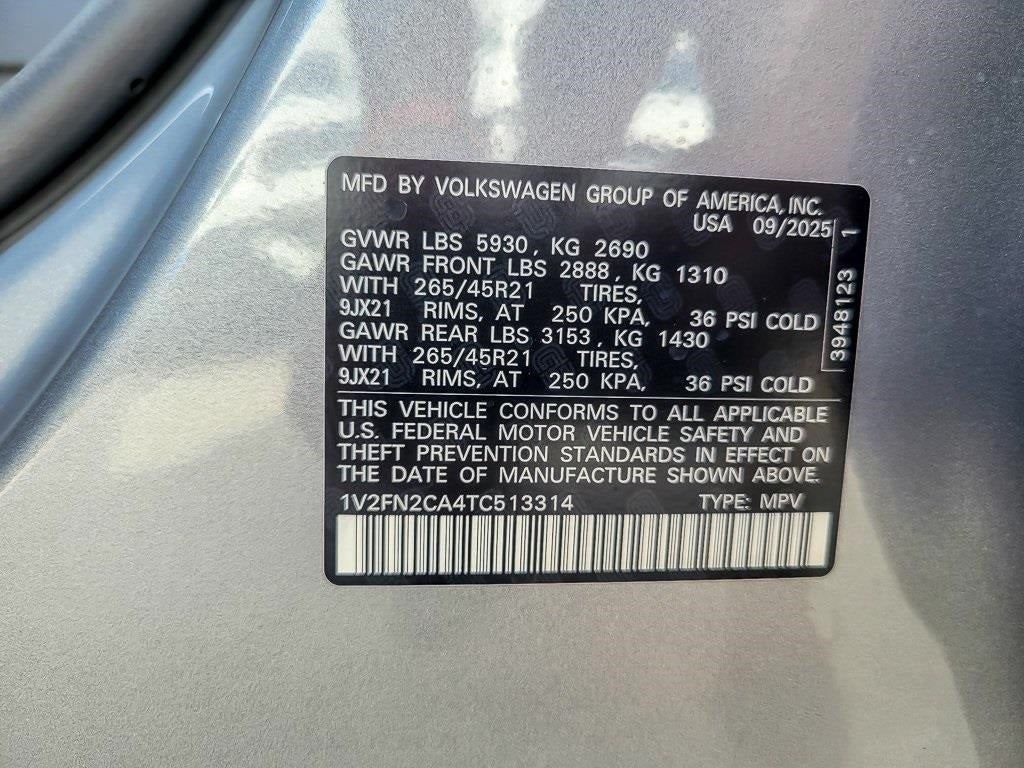 MFD BY VOLKSWAGEN GROUP OF AMERICA, INC.
USA 09/2025
GVWR LBS 5930, KG 2690
GAWR FRONT LBS 2888, KG 1310
WITH 265/45R21 TIRES,
9JX21 RIMS, AT 250 KPA, 36 PSI COLD
GAWR REAR LBS 3153, KG 1430
WITH 265/45R21 TIRES,
9JX21 RIMS, AT 250 KPA, 36 PSI COLD
3948123 1
THIS VEHICLE CONFORMS TO ALL APPLICABLE
U.S. FEDERAL MOTOR VEHICLE SAFETY AND
THEFT PREVENTION STANDARDS IN EFFECT ON
THE DATE OF MANUFACTURE SHOWN ABOVE.
1V2FN2CA4TC513314 TYPE: MPV